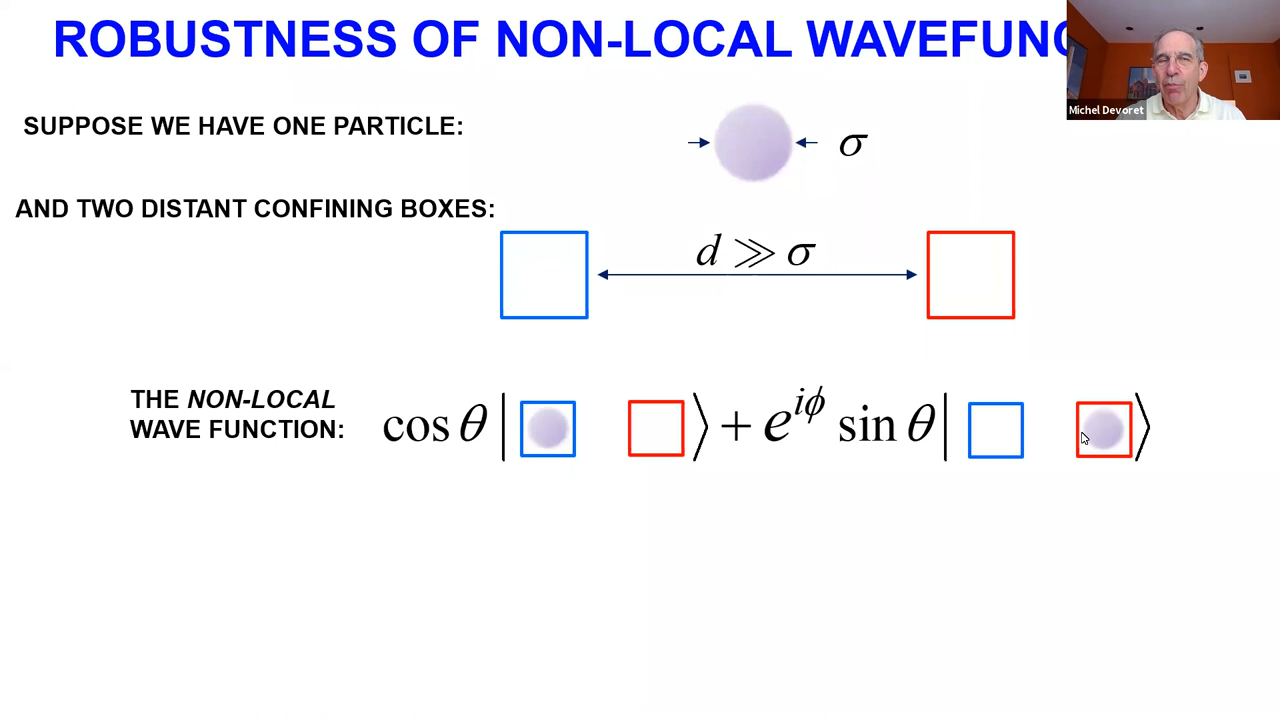 ROBUSTNESS OF NON-LOCAL
Michel Devoret
SUPPOSE WE HAVE ONE PARTICLE:
σ
AND TWO DISTANT CONFINING BOXES:
d ≫ σ
THE NON-LOCAL
WAVE FUNCTION:
cos θ | ⟩ + e^{iϕ} sin θ | ⟩